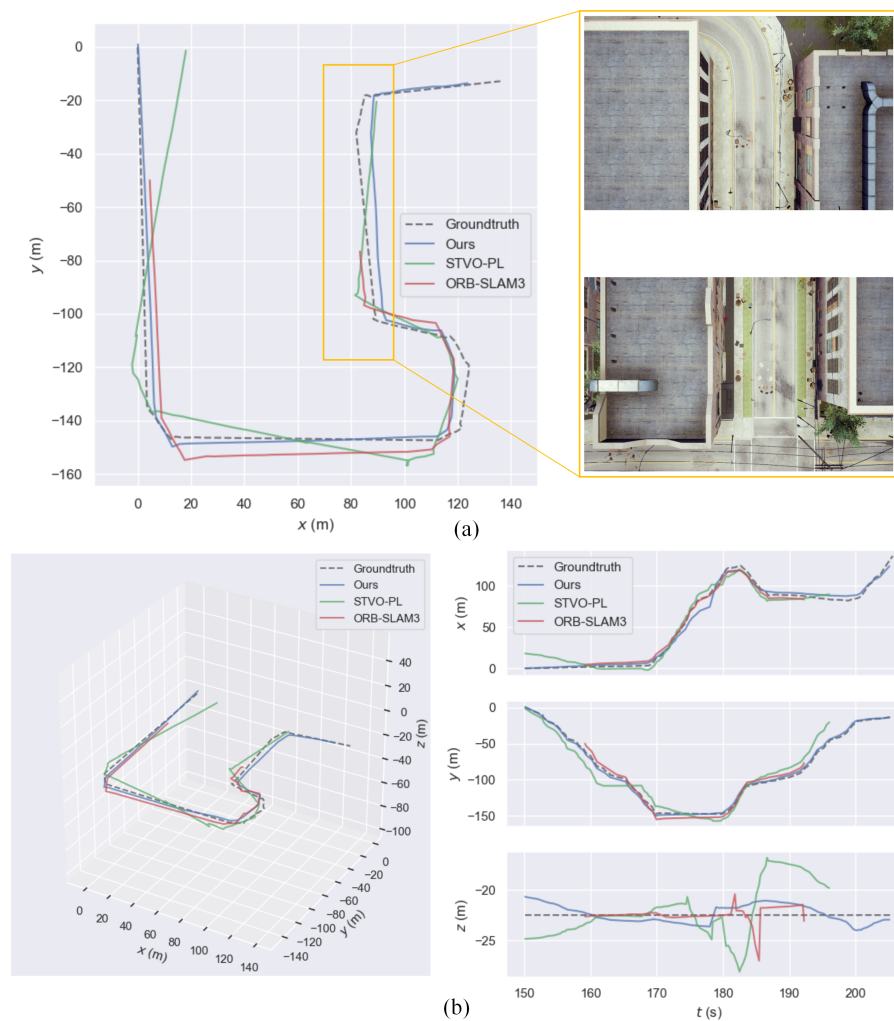 0
−20
−40
−60
−80
−100
−120
−140
−160
y (m)
0
20
40
60
80
100
120
140
x (m)
Groundtruth
Ours
STVO-PL
ORB-SLAM3
(a)
Groundtruth
Ours
STVO-PL
ORB-SLAM3
40
20
0
−20
−40
−60
−80
−100
z (m)
0
−20
−40
−60
−80
−100
−120
−140
y (m)
0
20
40
60
80
100
120
140
x (m)
Groundtruth
Ours
STVO-PL
ORB-SLAM3
100
50
0
x (m)
0
−50
−100
−150
y (m)
−20
−25
z (m)
150
160
170
180
190
200
t (s)
(b)